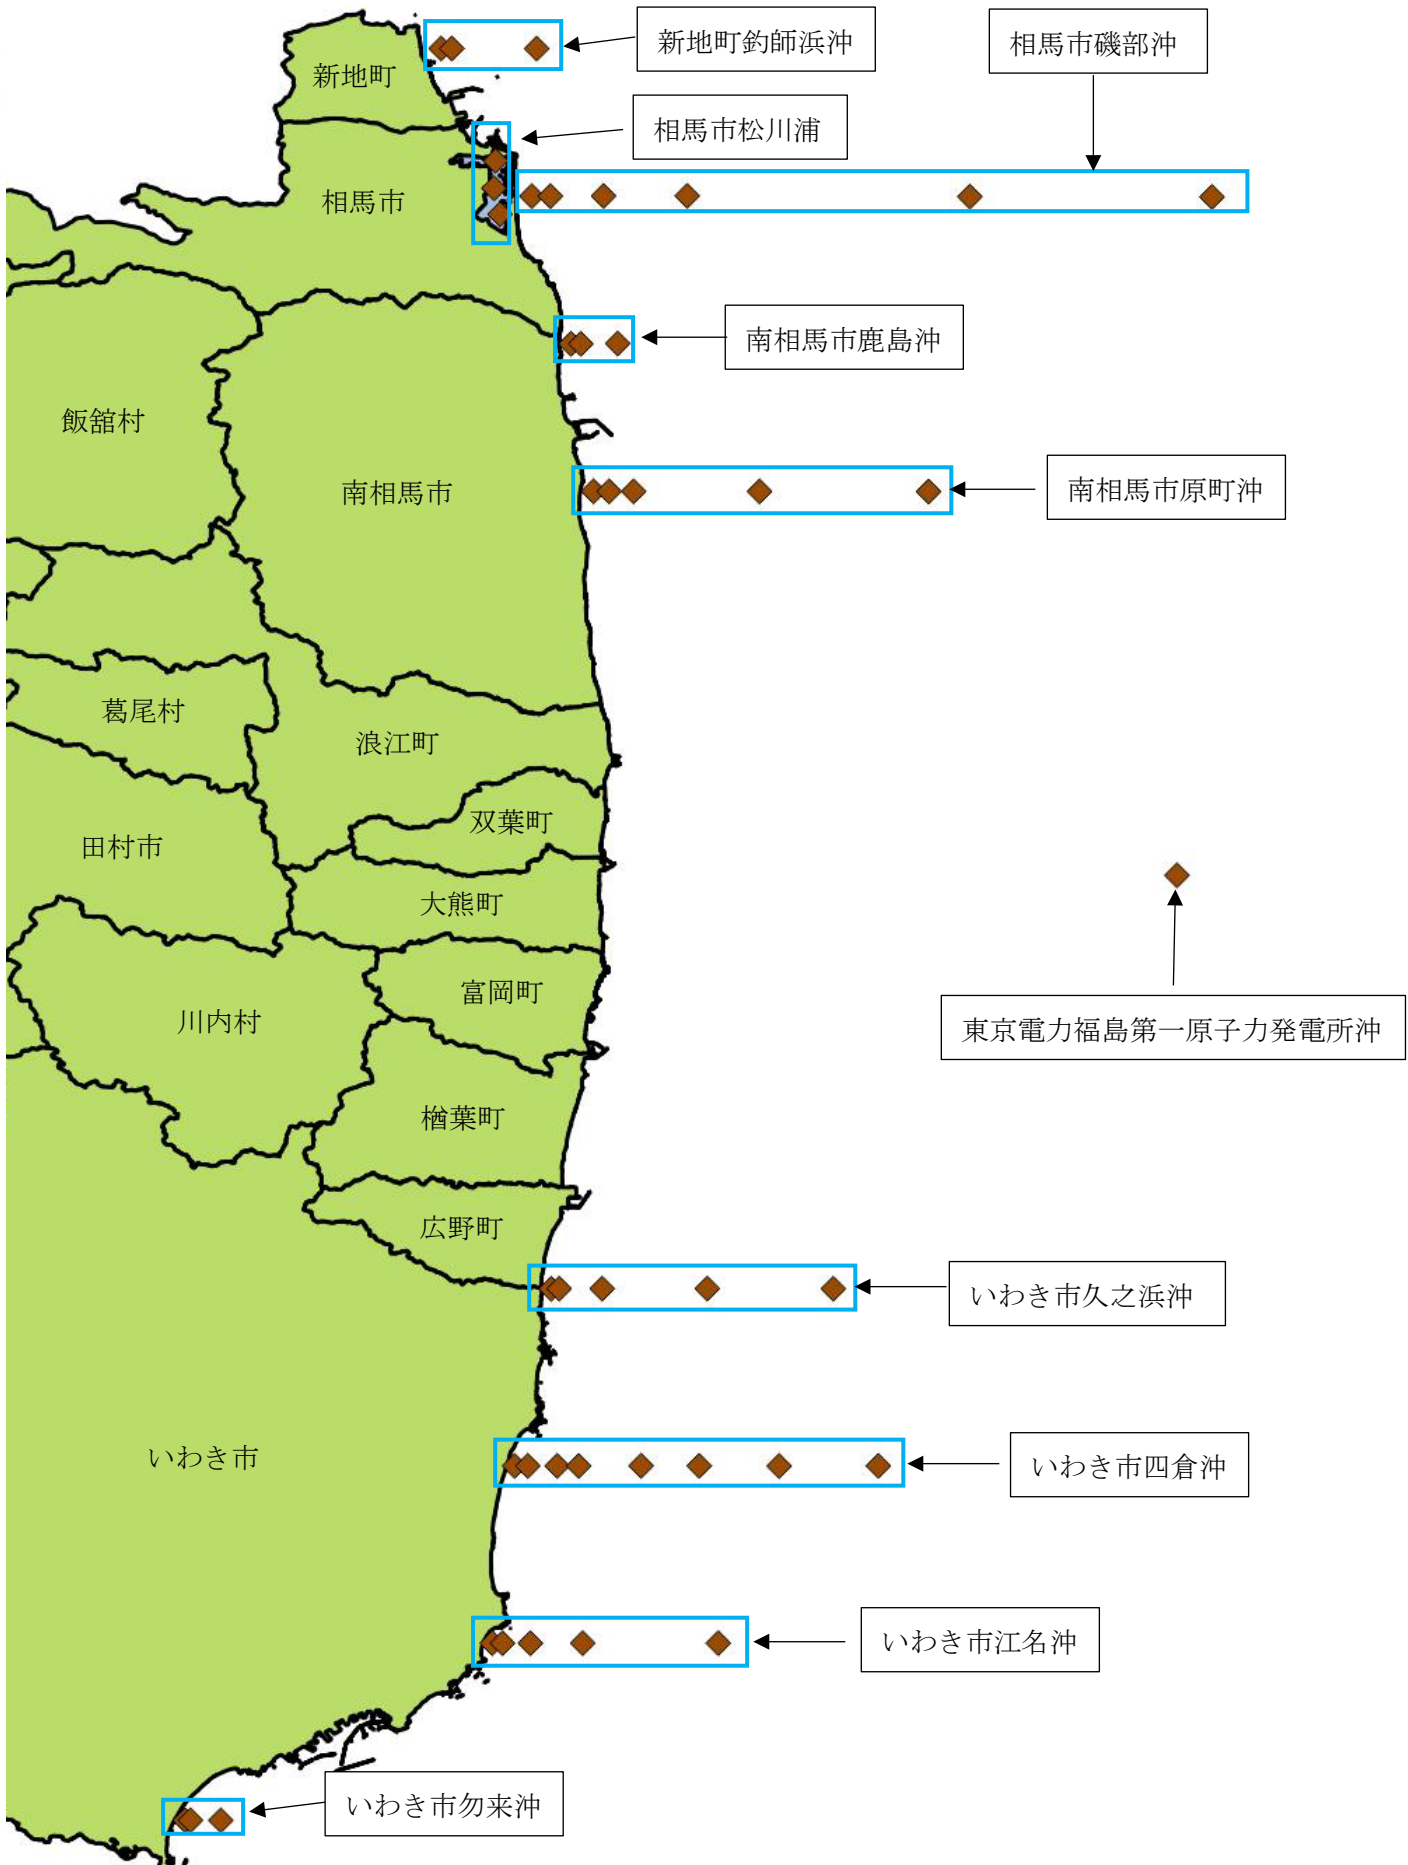 新地町釣師浜沖
相馬市磯部沖
新地町
相馬市松川浦
相馬市
南相馬市鹿島沖
飯舘村
南相馬市
南相馬市原町沖
葛尾村
浪江町
双葉町
田村市
大熊町
富岡町
川内村
東京電力福島第一原子力発電所沖
楢葉町
広野町
いわき市久之浜沖
いわき市
いわき市四倉沖
いわき市江名沖
いわき市勿来沖